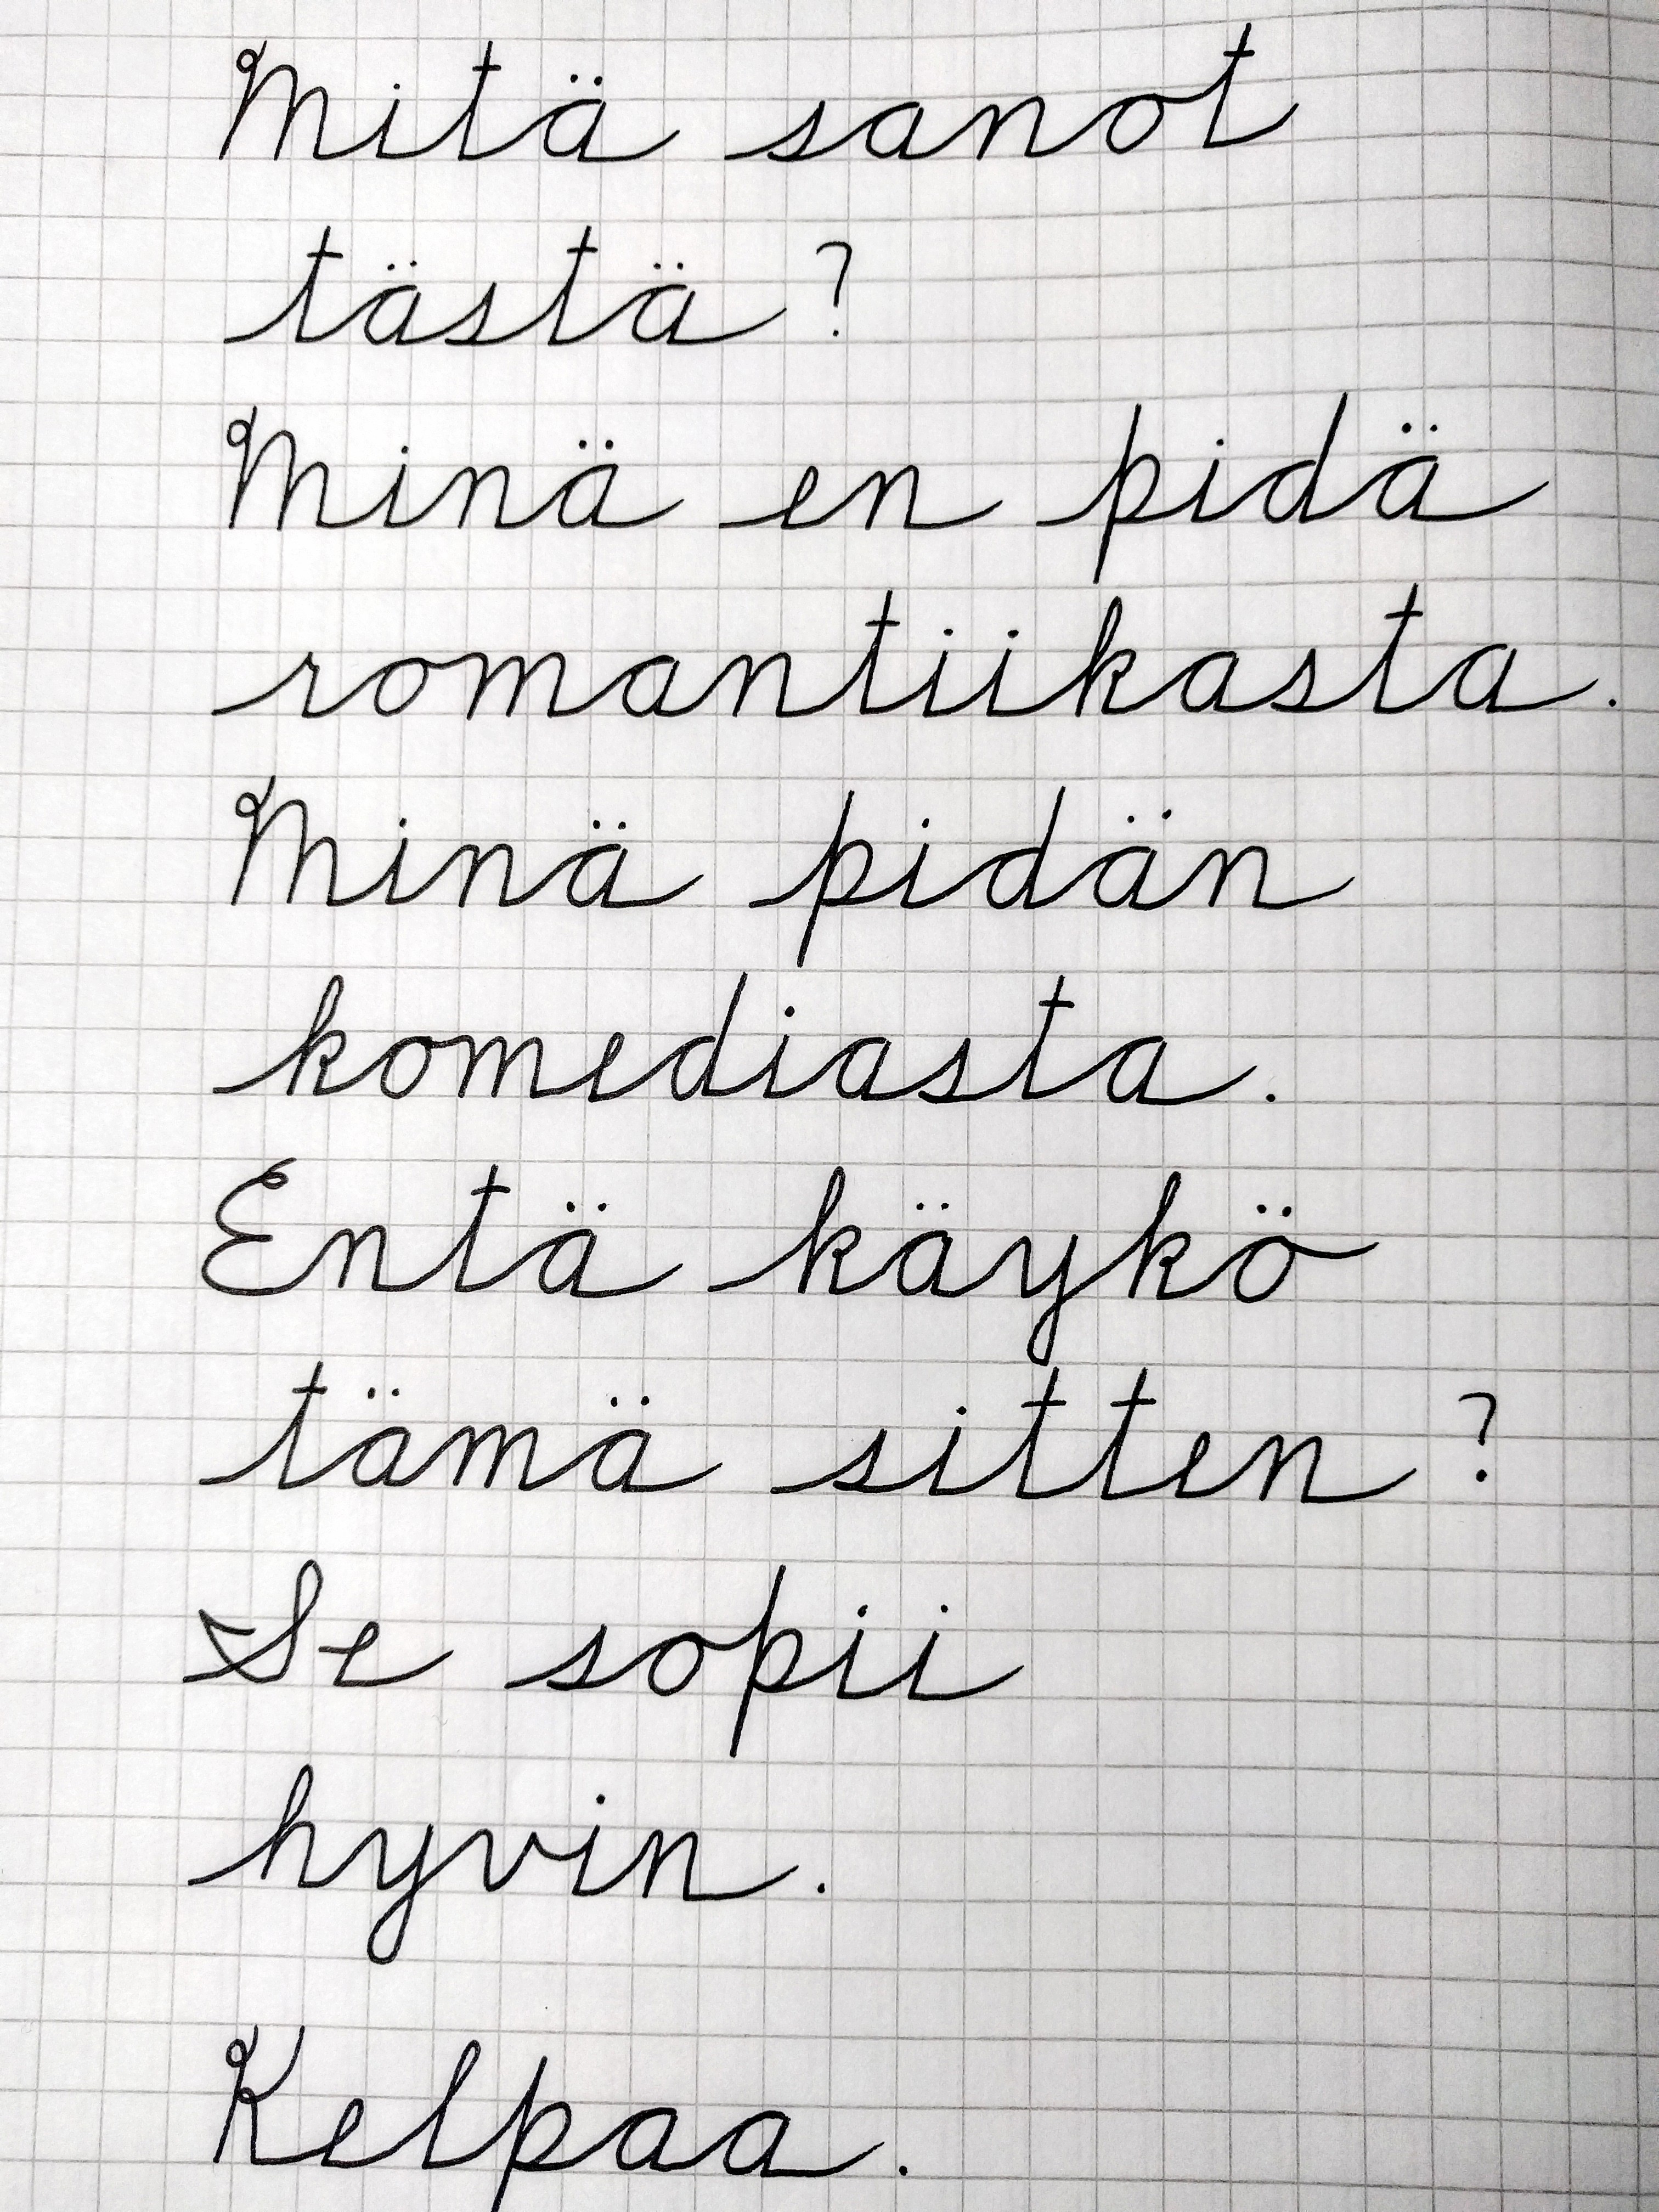 Mitä sanot
tästä?
Minä en pidä
romantiikasta.
Minä pidän
komediasta.
Entä käykö
tämä sitten?
Se sopii
hyvin.
Kelpaa.